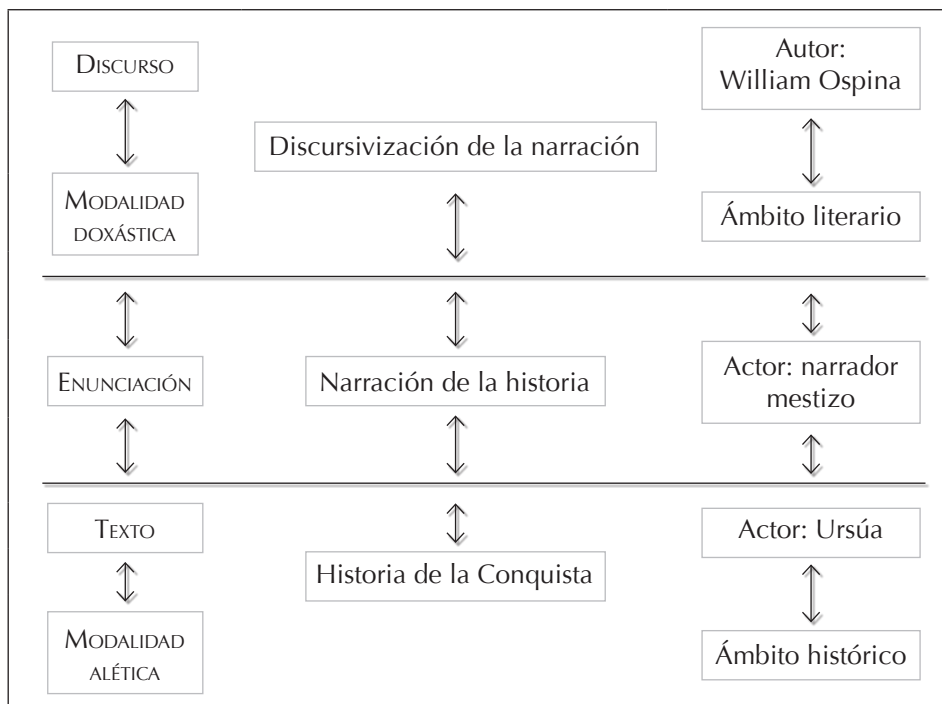 DISCURSO
Autor:
William Ospina
Discursivización de la narración
MODALIDAD
DOXÁSTICA
Ámbito literario
ENUNCIACIÓN
Narración de la historia
Actor: narrador
mestizo
TEXTO
Actor: Ursúa
Historia de la Conquista
MODALIDAD
ALÉTICA
Ámbito histórico